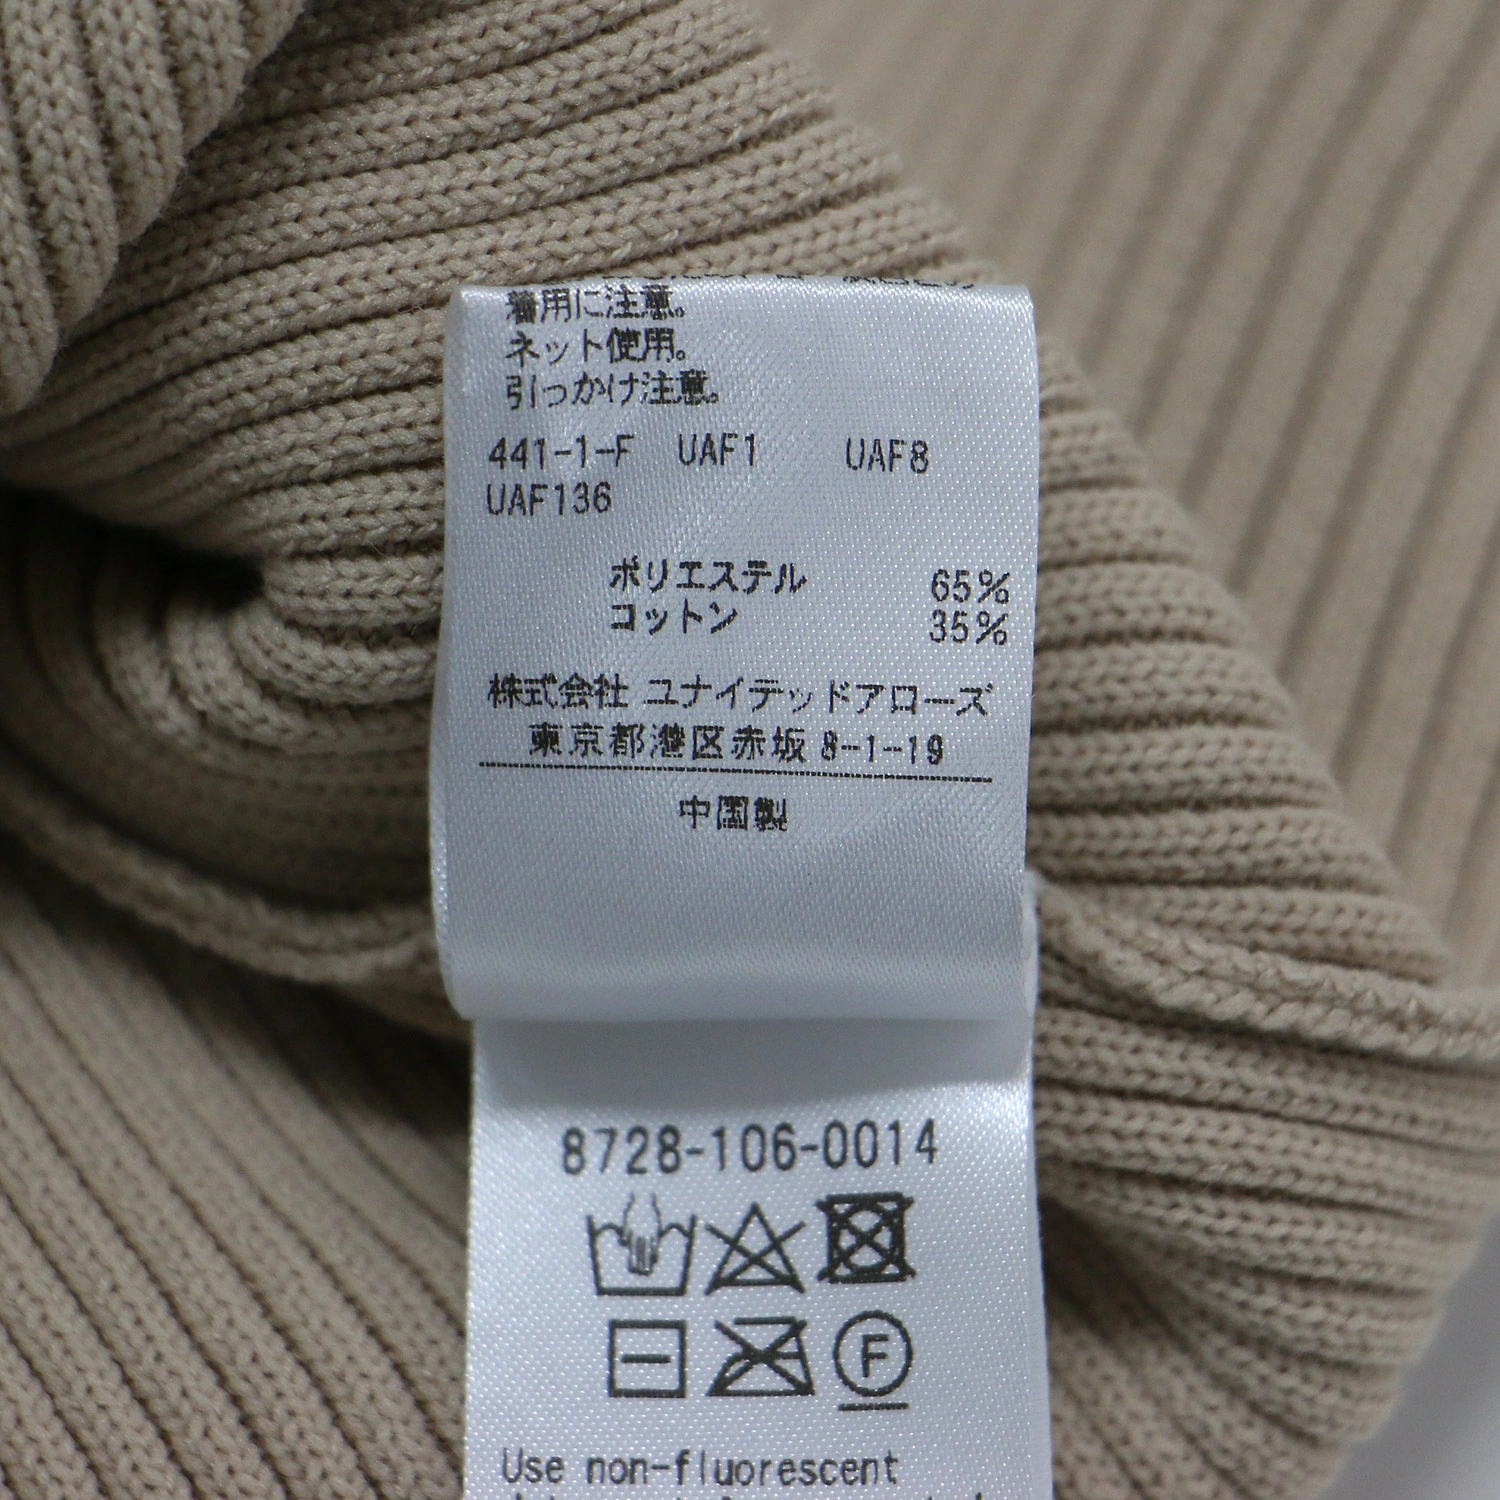 着用に注意。
ネット使用。
引っかけ注意。
441-1-F UAF1 UAF8
UAF136
ポリエステル 65%
コットン 35%
株式会社 ユナイテッドアローズ
東京都港区赤坂 8-1-19
中国製
8728-106-0014
F
Use non-fluorescent